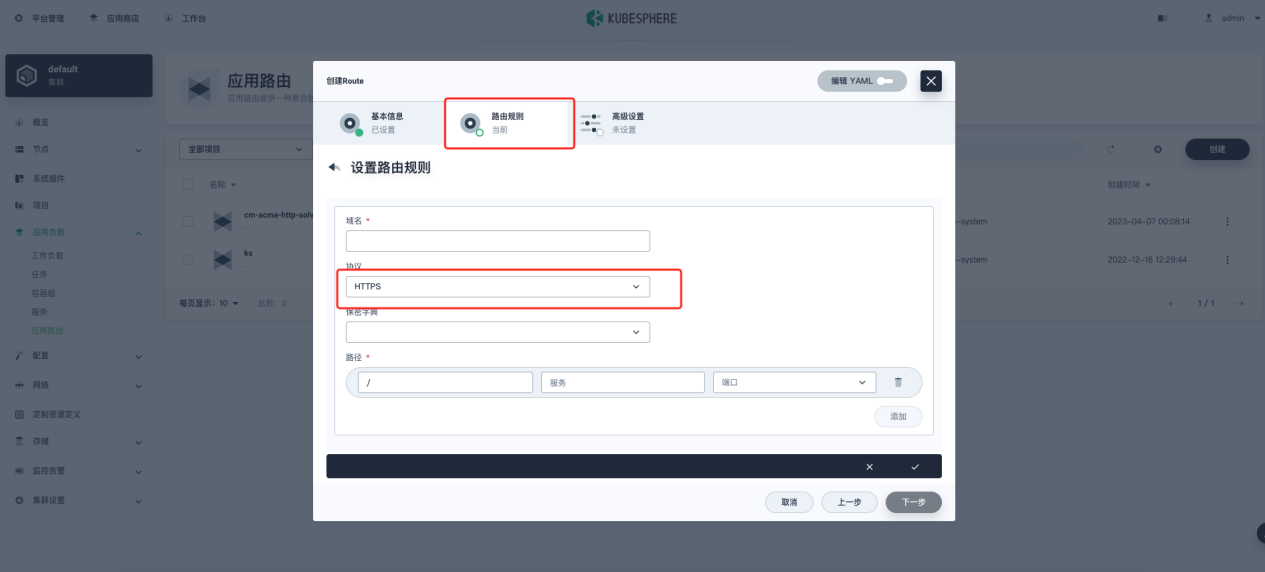 平台管理
应用商店
工作台
KUBESPHERE
admin
default
集群
概览
节点
系统组件
项目
应用负载
工作负载
任务
容器组
服务
应用路由
配置
网络
定制资源定义
存储
监控告警
集群设置
应用路由
应用路由提供一种聚合服
全部项目
创建
名称
创建时间
cm-acme-http-solv
-
-system
2023-04-07 00:08:14
ks
-
-system
2022-12-16 12:29:44
每页显示: 10
总数: 2
1 / 1
创建Route
编辑 YAML
基本信息
已设置
路由规则
当前
高级设置
未设置
设置路由规则
域名 *
协议
HTTPS
保密字典
路径 *
/
服务
端口
添加
取消
上一步
下一步